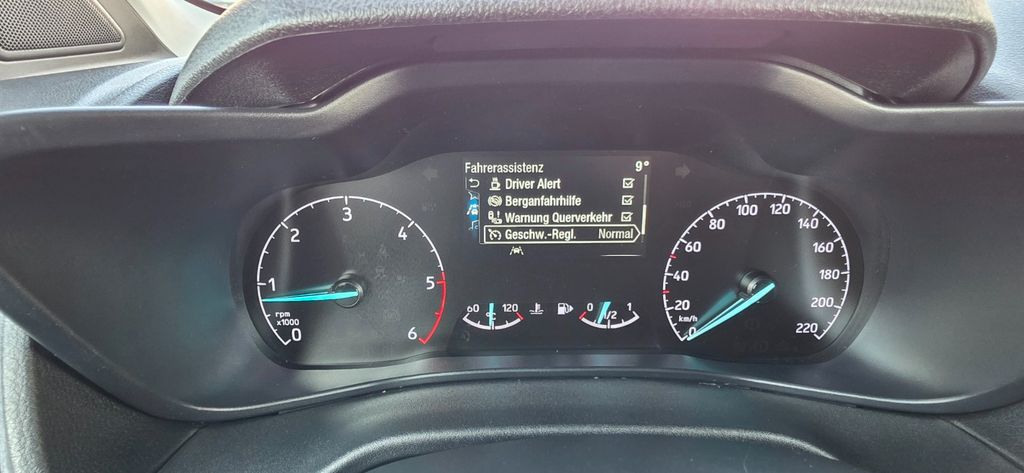 Fahrerassistenz 9°
Driver Alert
Berganfahrhilfe
Warnung Querverkehr
Geschw.-Regl. Normal
0 1 2 3 4 5 6
rpm
x1000
60 120
°C
0 1/2 1
0 20 40 60 80 100 120 140 160 180 200 220
km/h